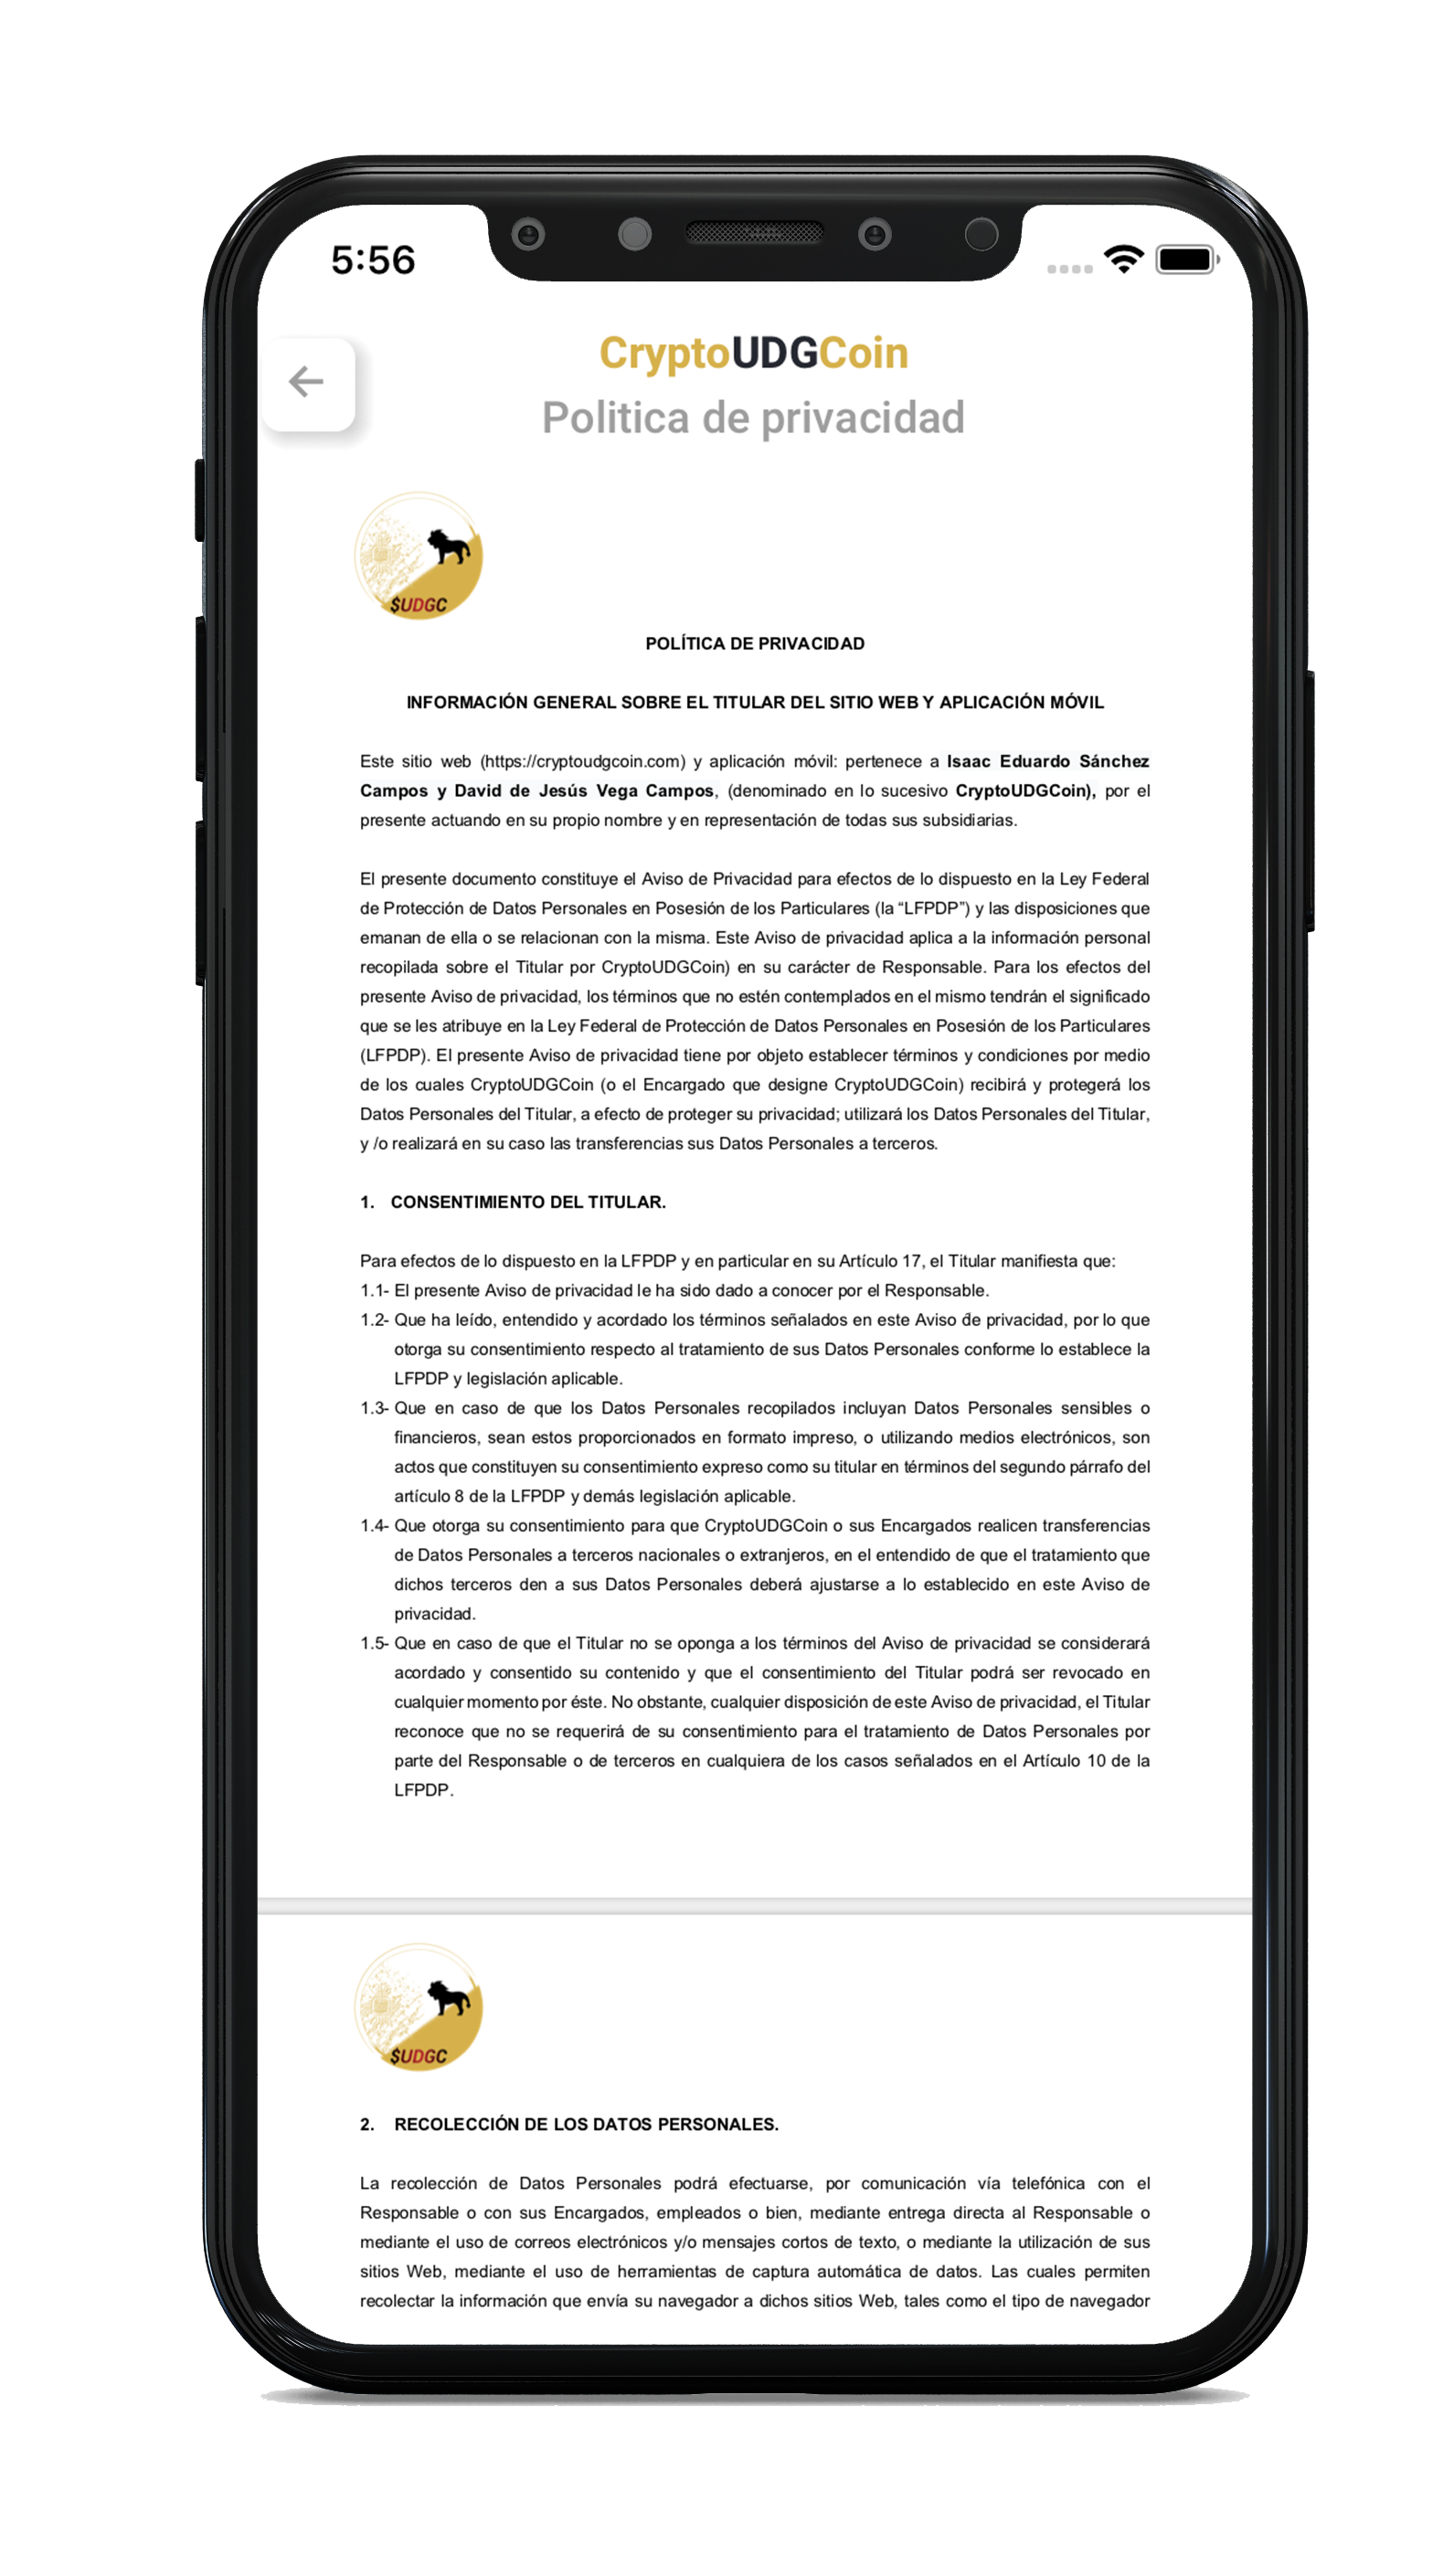 5:56
CryptoUDGCoin
Politica de privacidad
$UDGC
POLÍTICA DE PRIVACIDAD
INFORMACIÓN GENERAL SOBRE EL TITULAR DEL SITIO WEB Y APLICACIÓN MÓVIL
Este sitio web (https://cryptoudgcoin.com) y aplicación móvil: pertenece a Isaac Eduardo Sánchez
Campos y David de Jesús Vega Campos, (denominado en lo sucesivo CryptoUDGCoin), por el
presente actuando en su propio nombre y en representación de todas sus subsidiarias.
El presente documento constituye el Aviso de Privacidad para efectos de lo dispuesto en la Ley Federal
de Protección de Datos Personales en Posesión de los Particulares (la “LFPDP”) y las disposiciones que
emanan de ella o se relacionan con la misma. Este Aviso de privacidad aplica a la información personal
recopilada sobre el Titular por CryptoUDGCoin) en su carácter de Responsable. Para los efectos del
presente Aviso de privacidad, los términos que no estén contemplados en el mismo tendrán el significado
que se les atribuye en la Ley Federal de Protección de Datos Personales en Posesión de los Particulares
(LFPDP). El presente Aviso de privacidad tiene por objeto establecer términos y condiciones por medio
de los cuales CryptoUDGCoin (o el Encargado que designe CryptoUDGCoin) recibirá y protegerá los
Datos Personales del Titular, a efecto de proteger su privacidad; utilizará los Datos Personales del Titular,
y /o realizará en su caso las transferencias sus Datos Personales a terceros.
1. CONSENTIMIENTO DEL TITULAR.
Para efectos de lo dispuesto en la LFPDP y en particular en su Artículo 17, el Titular manifiesta que:
1.1- El presente Aviso de privacidad le ha sido dado a conocer por el Responsable.
1.2- Que ha leído, entendido y acordado los términos señalados en este Aviso de privacidad, por lo que
otorga su consentimiento respecto al tratamiento de sus Datos Personales conforme lo establece la
LFPDP y legislación aplicable.
1.3- Que en caso de que los Datos Personales recopilados incluyan Datos Personales sensibles o
financieros, sean estos proporcionados en formato impreso, o utilizando medios electrónicos, son
actos que constituyen su consentimiento expreso como su titular en términos del segundo párrafo del
artículo 8 de la LFPDP y demás legislación aplicable.
1.4- Que otorga su consentimiento para que CryptoUDGCoin o sus Encargados realicen transferencias
de Datos Personales a terceros nacionales o extranjeros, en el entendido de que el tratamiento que
dichos terceros den a sus Datos Personales deberá ajustarse a lo establecido en este Aviso de
privacidad.
1.5- Que en caso de que el Titular no se oponga a los términos del Aviso de privacidad se considerará
acordado y consentido su contenido y que el consentimiento del Titular podrá ser revocado en
cualquier momento por éste. No obstante, cualquier disposición de este Aviso de privacidad, el Titular
reconoce que no se requerirá de su consentimiento para el tratamiento de Datos Personales por
parte del Responsable o de terceros en cualquiera de los casos señalados en el Artículo 10 de la
LFPDP.
$UDGC
2. RECOLECCIÓN DE LOS DATOS PERSONALES.
La recolección de Datos Personales podrá efectuarse, por comunicación vía telefónica con el
Responsable o con sus Encargados, empleados o bien, mediante entrega directa al Responsable o
mediante el uso de correos electrónicos y/o mensajes cortos de texto, o mediante la utilización de sus
sitios Web, mediante el uso de herramientas de captura automática de datos. Las cuales permiten
recolectar la información que envía su navegador a dichos sitios Web, tales como el tipo de navegador